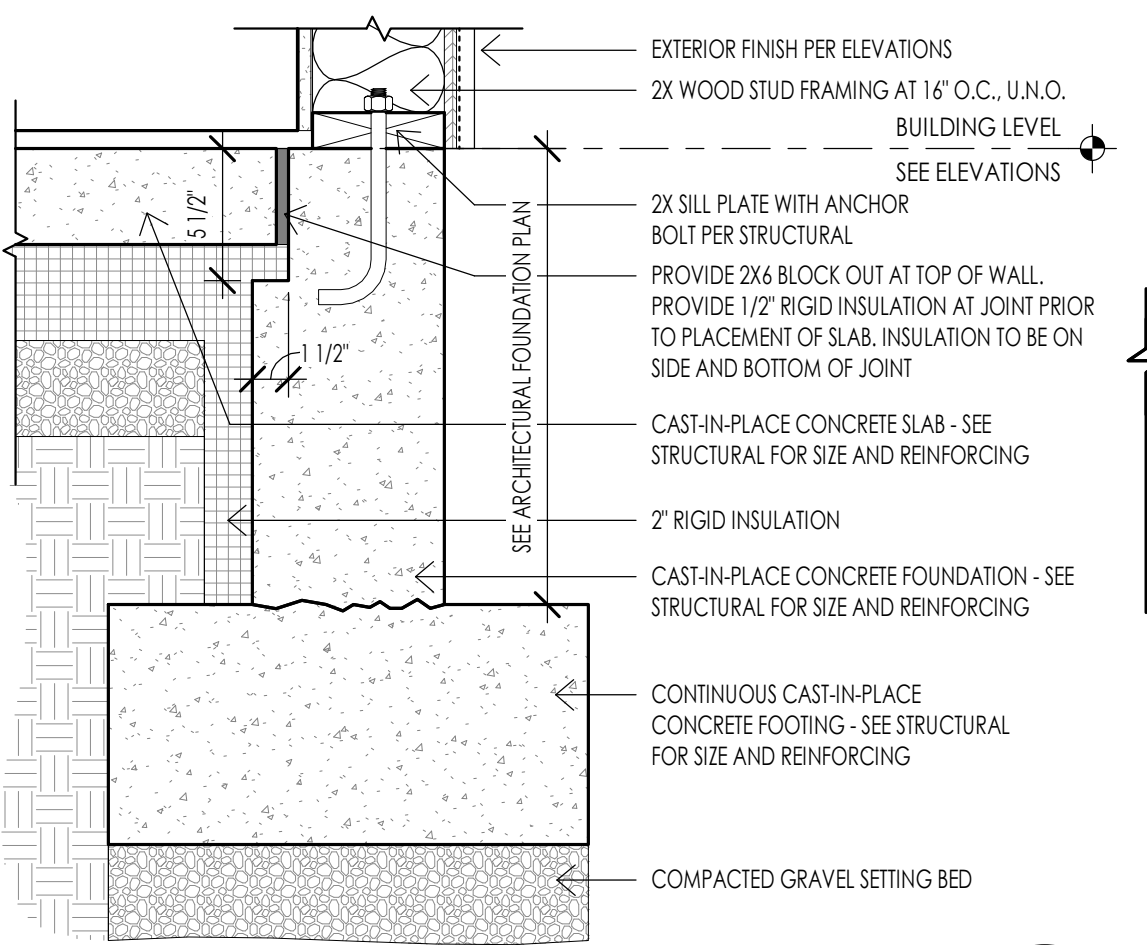 EXTERIOR FINISH PER ELEVATIONS
2X WOOD STUD FRAMING AT 16" O.C., U.N.O.
BUILDING LEVEL
SEE ELEVATIONS
2X SILL PLATE WITH ANCHOR
BOLT PER STRUCTURAL
PROVIDE 2X6 BLOCK OUT AT TOP OF WALL.
PROVIDE 1/2" RIGID INSULATION AT JOINT PRIOR
TO PLACEMENT OF SLAB. INSULATION TO BE ON
SIDE AND BOTTOM OF JOINT
CAST-IN-PLACE CONCRETE SLAB - SEE
STRUCTURAL FOR SIZE AND REINFORCING
2" RIGID INSULATION
CAST-IN-PLACE CONCRETE FOUNDATION - SEE
STRUCTURAL FOR SIZE AND REINFORCING
CONTINUOUS CAST-IN-PLACE
CONCRETE FOOTING - SEE STRUCTURAL
FOR SIZE AND REINFORCING
COMPACTED GRAVEL SETTING BED
5 1/2"
1 1/2"
SEE ARCHITECTURAL FOUNDATION PLAN